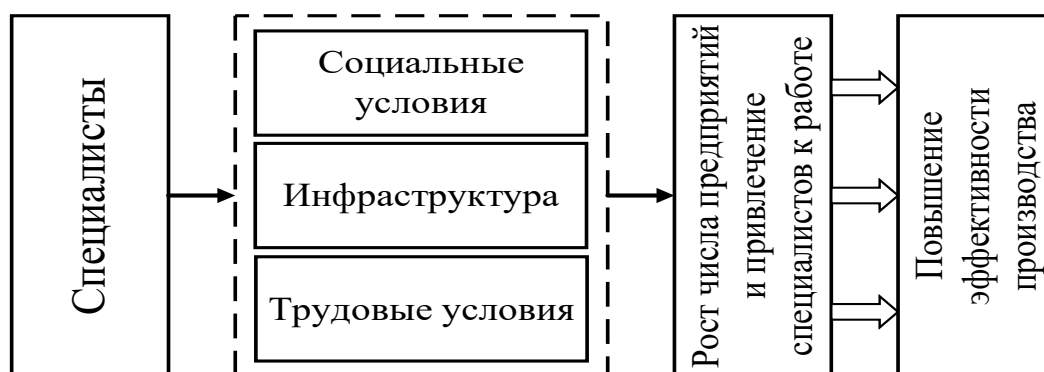 Специалисты
Социальные
условия
Инфраструктура
Трудовые условия
Рост числа предприятий
и привлечение
специалистов к работе
Повышение
эффективности
производства